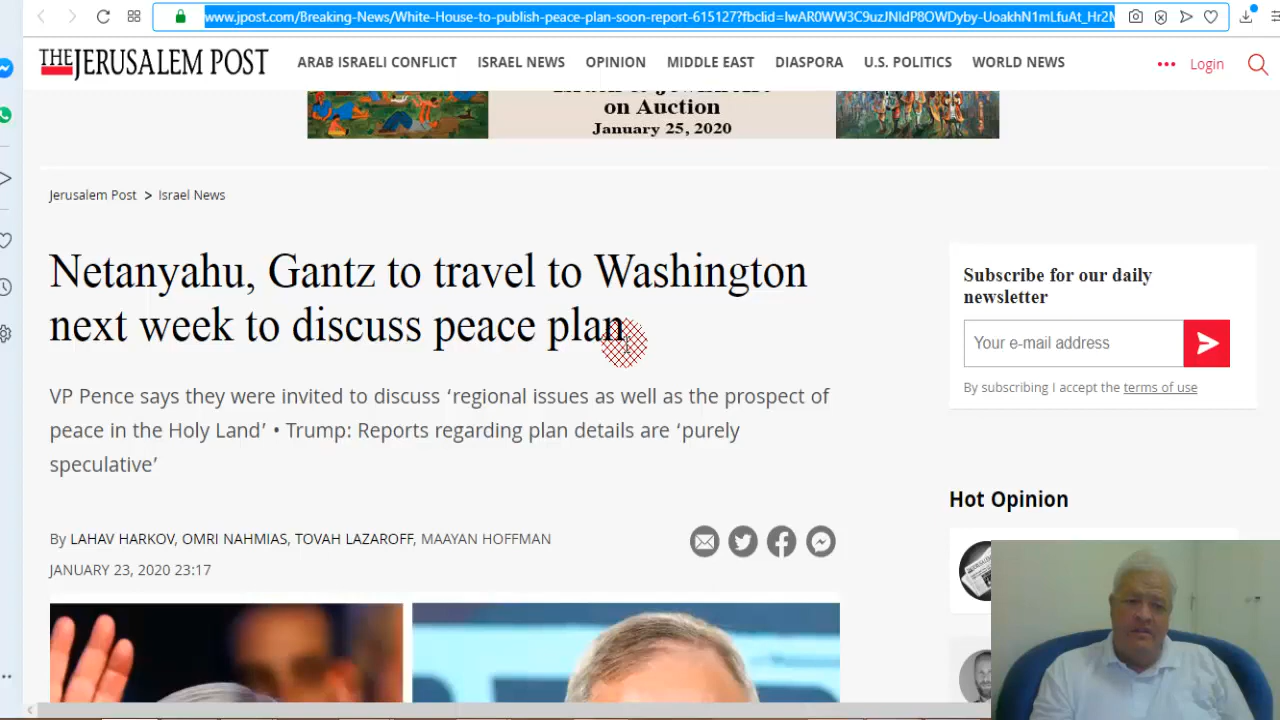 www.jpost.com/Breaking-News/White-House-to-publish-peace-plan-soon-report-615127?fbclid=IwAR0WW3C9uzJNIdP8OWDyby-UoakhN1mLfuAt_Hr2M
THE JERUSALEM POST
ARAB ISRAELI CONFLICT ISRAEL NEWS OPINION MIDDLE EAST DIASPORA U.S. POLITICS WORLD NEWS
Login
on Auction
January 25, 2020
Jerusalem Post > Israel News
Netanyahu, Gantz to travel to Washington
next week to discuss peace plan
VP Pence says they were invited to discuss ‘regional issues as well as the prospect of
peace in the Holy Land’ • Trump: Reports regarding plan details are ‘purely
speculative’
By LAHAV HARKOV, OMRI NAHMIAS, TOVAH LAZAROFF, MAAYAN HOFFMAN
JANUARY 23, 2020 23:17
Subscribe for our daily
newsletter
Your e-mail address
By subscribing I accept the terms of use
Hot Opinion